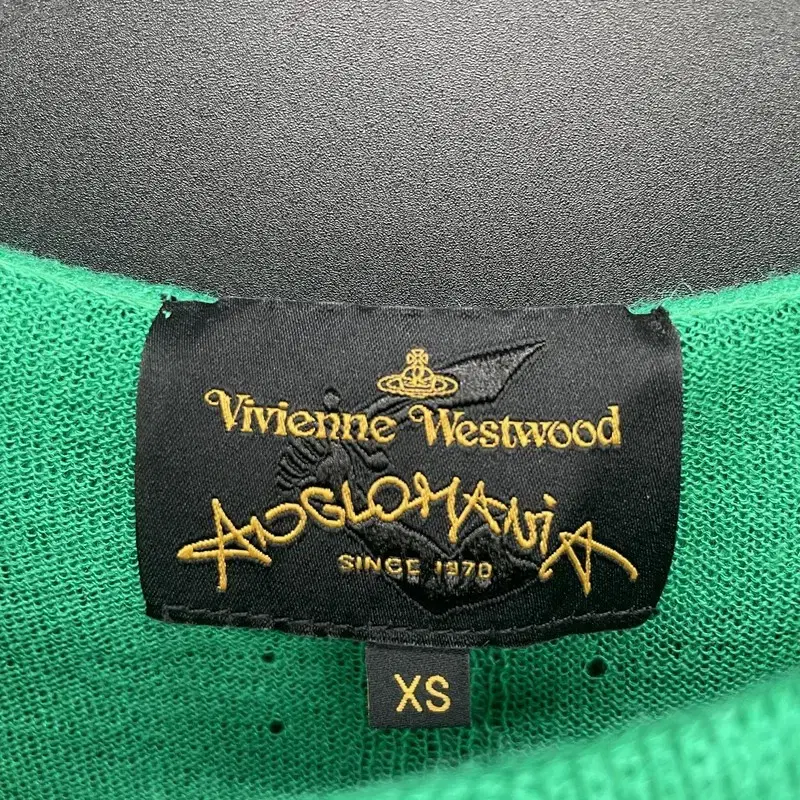 Vivienne Westwood
ANGLOMANiA
SINCE 1970
XS